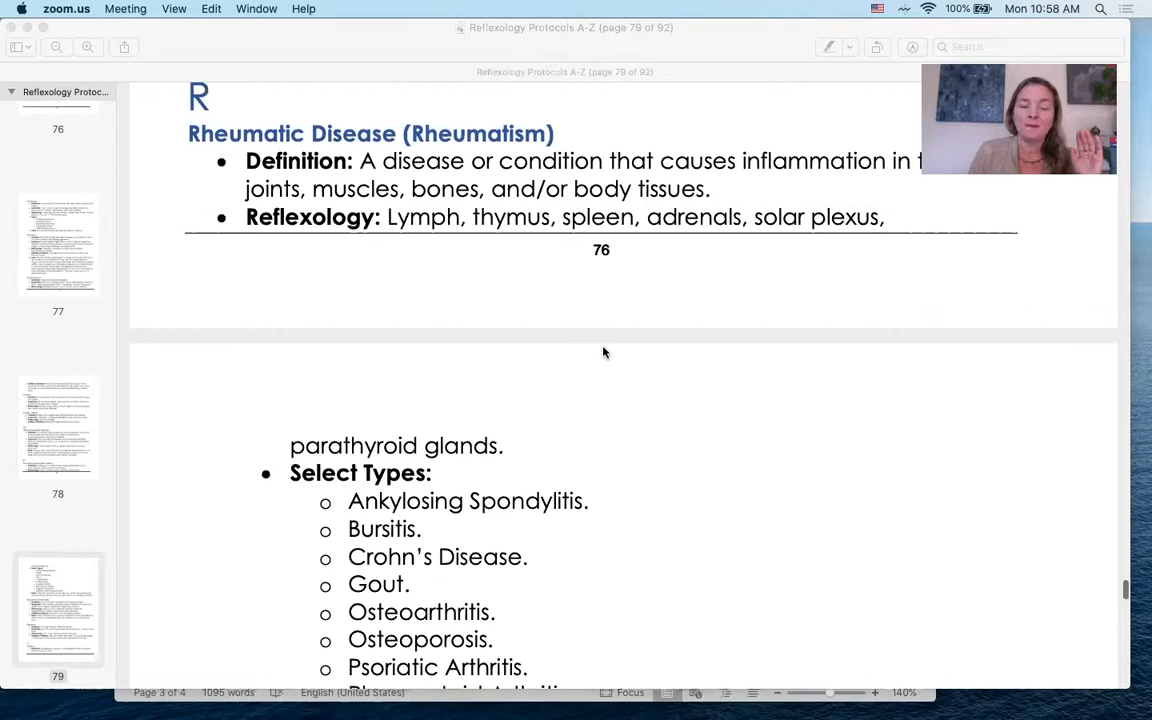 zoom.us Meeting View Edit Window Help 100% Mon 10:58 AM
Reflexology Protocols A-Z (page 79 of 92)
Search
Reflexology Protocols A-Z (page 79 of 92)
Reflexology Protoc...
76
77
78
79
R
Rheumatic Disease (Rheumatism)
• Definition: A disease or condition that causes inflammation in
joints, muscles, bones, and/or body tissues.
• Reflexology: Lymph, thymus, spleen, adrenals, solar plexus,
76
parathyroid glands.
• Select Types:
o Ankylosing Spondylitis.
o Bursitis.
o Crohn's Disease.
o Gout.
o Osteoarthritis.
o Osteoporosis.
o Psoriatic Arthritis.
Page 3 of 4 1095 words English (United States) Focus 140%